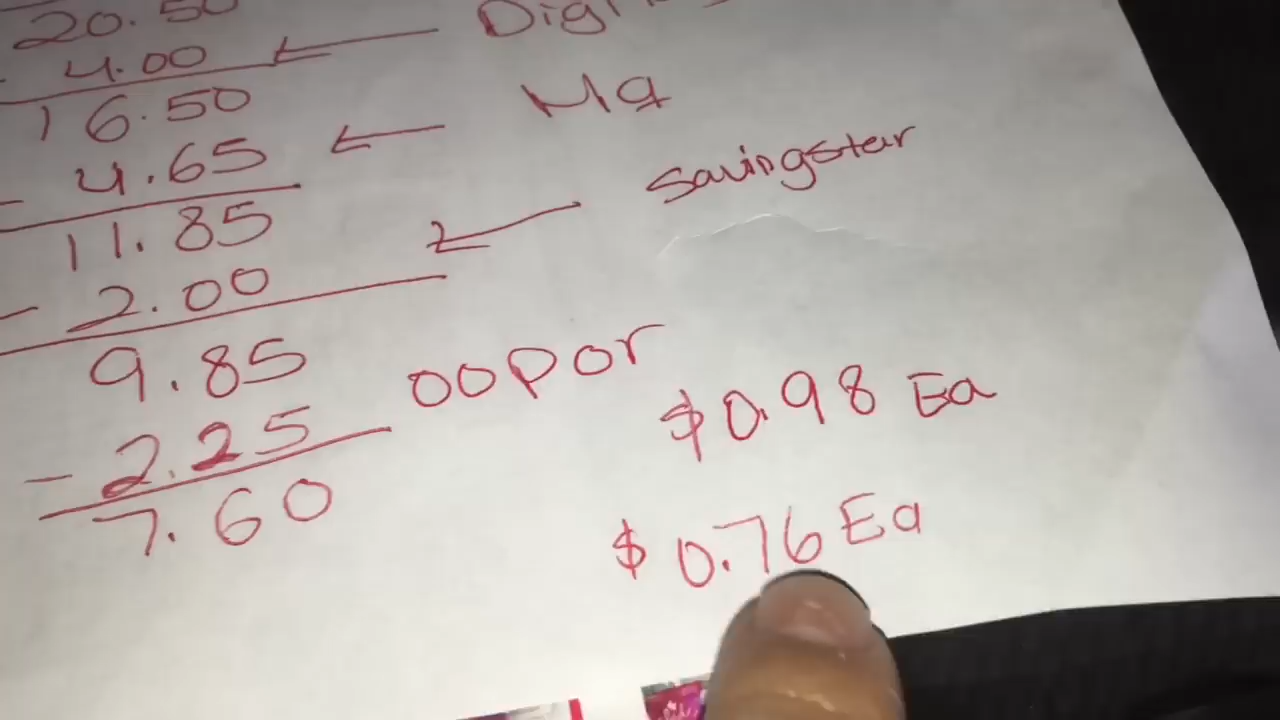 20.50
- 4.00
16.50
Mq
- 4.65
11.85
Savingstar
- 2.00
9.85 oopor
$0.98 Ea
- 2.25
7.60
$0.76 Ea